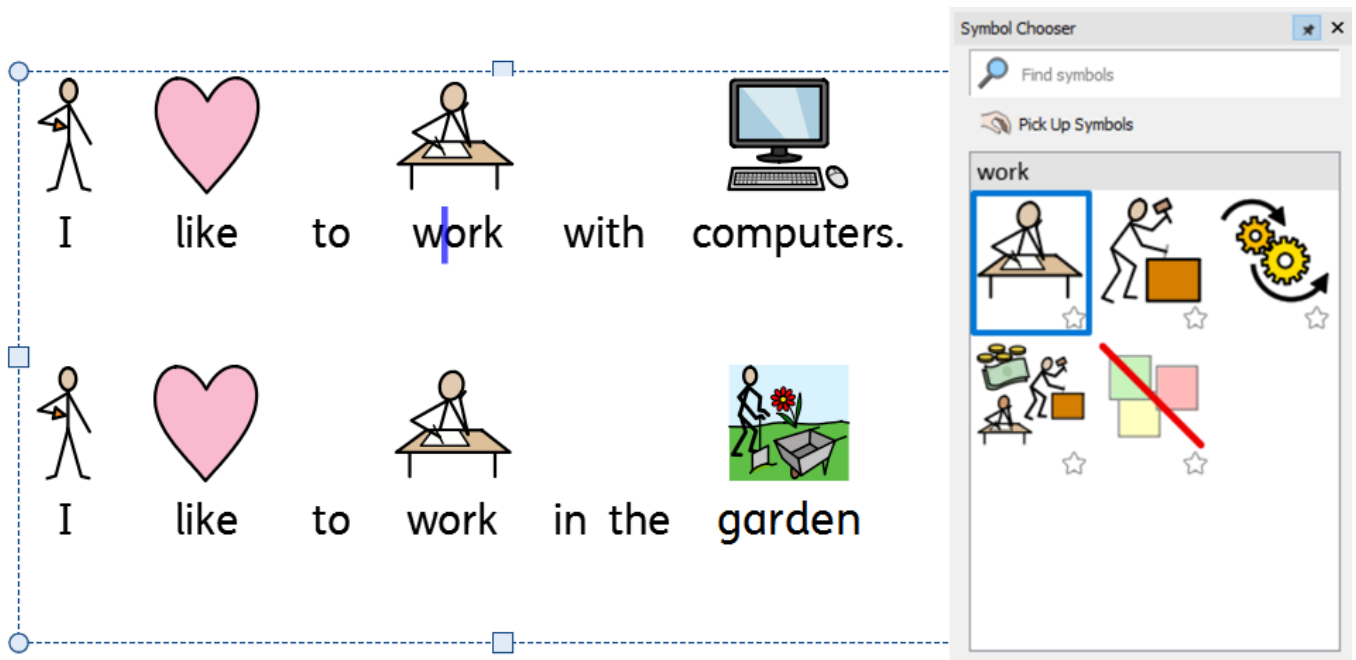 I like to work with computers.
I like to work in the garden
Symbol Chooser
Find symbols
Pick Up Symbols
work